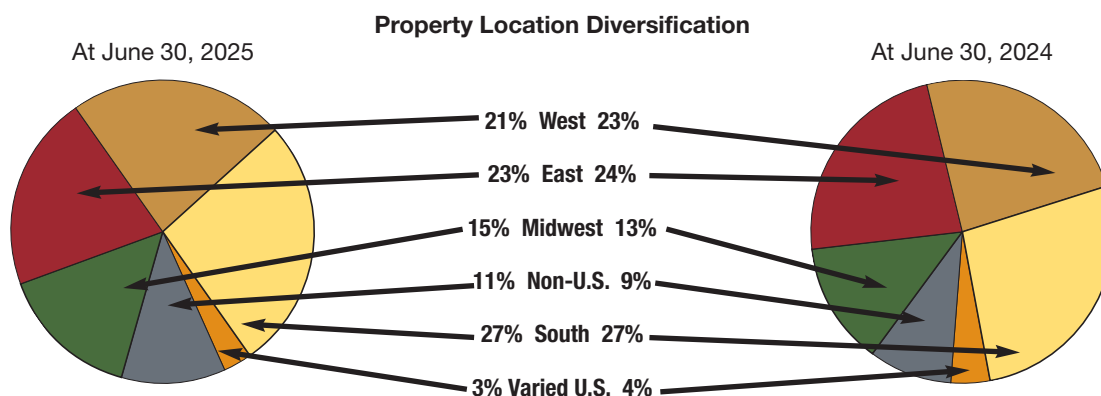 Property Location Diversification
At June 30, 2025
At June 30, 2024
21% West 23%
23% East 24%
15% Midwest 13%
11% Non-U.S. 9%
27% South 27%
3% Varied U.S. 4%